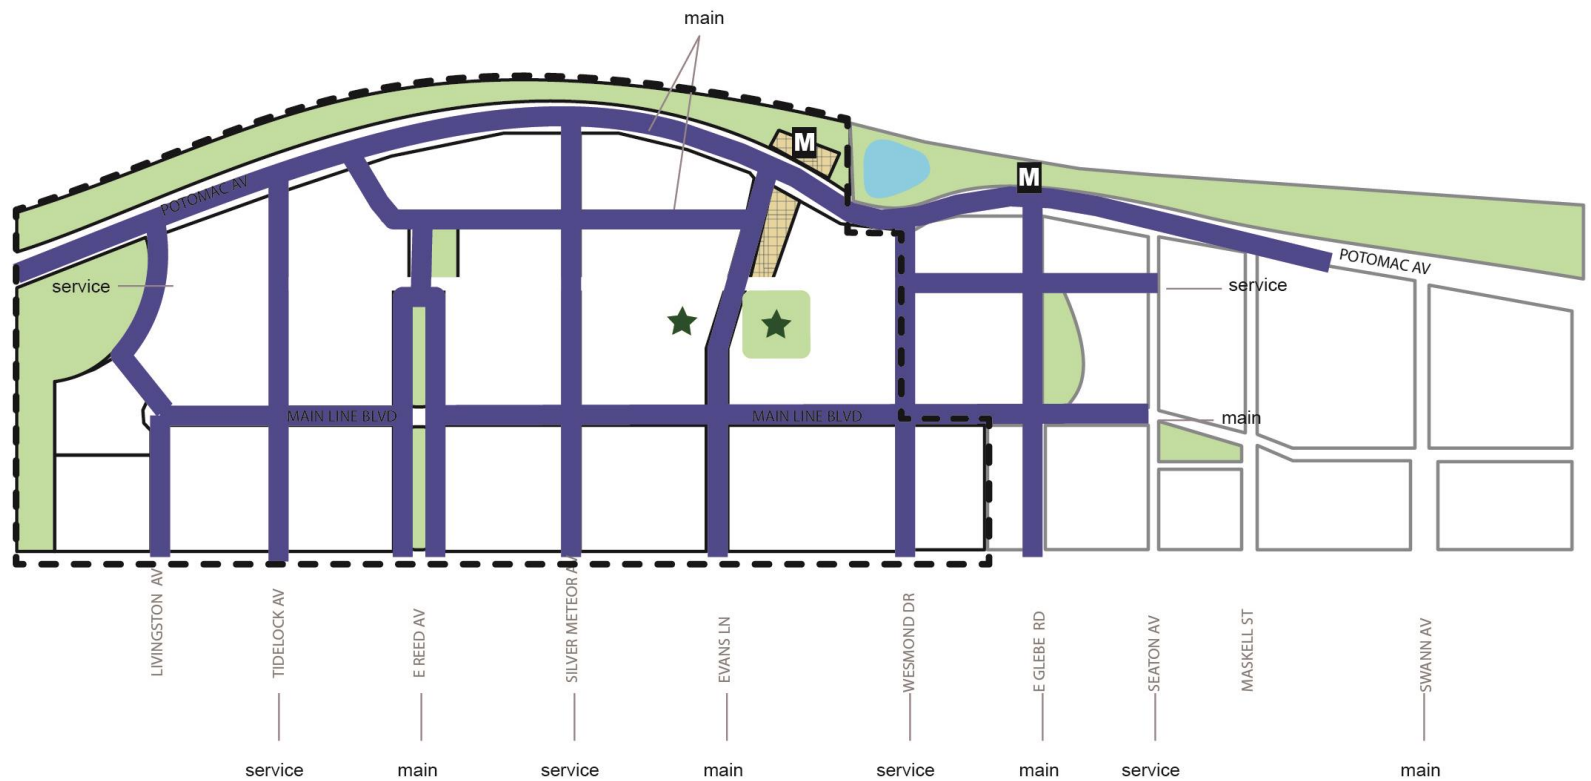 main
M
M
POTOMAC AV
POTOMAC AV
service
service
MAIN LINE BLVD
MAIN LINE BLVD
main
LIVINGSTON AV
TIDELOCK AV
E REED AV
SILVER METEOR AV
EVANS LN
WESMOND DR
E GLEBE RD
SEATON AV
MASKELL ST
SWANN AV
service
main
service
main
service
main
service
main